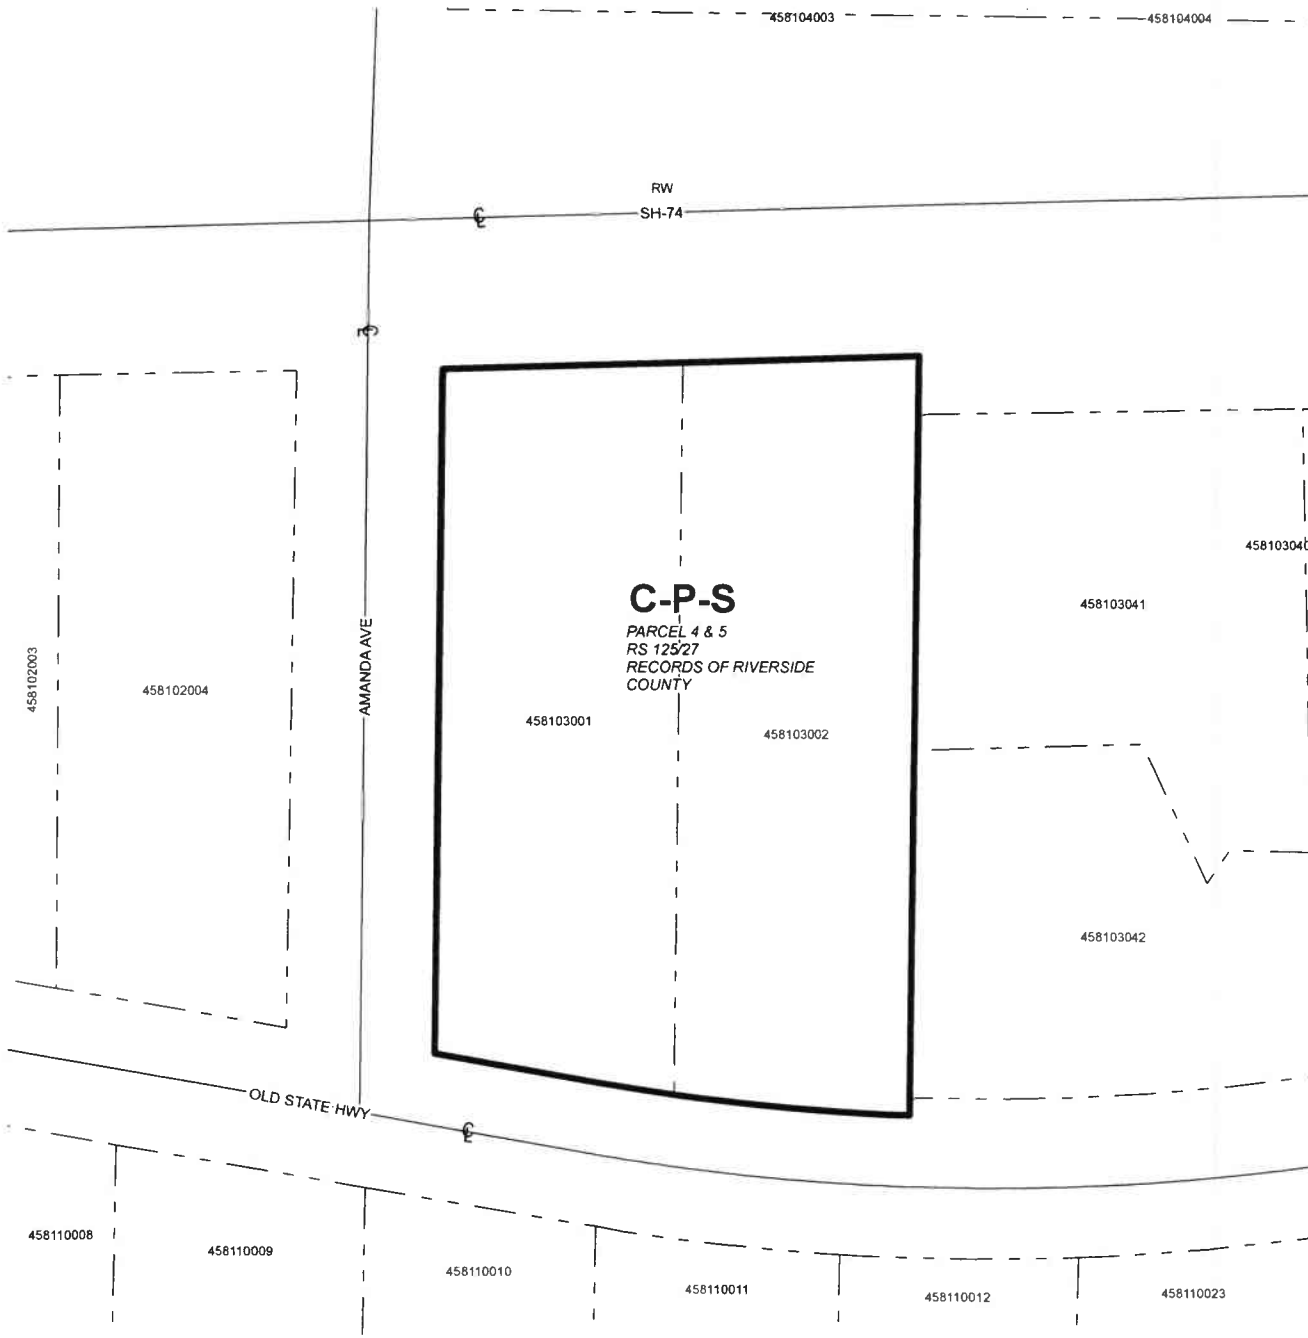 458104003
458104004
RW
SH-74
458103040
C-P-S
458103041
PARCEL 4 & 5
RS 125/27
RECORDS OF RIVERSIDE
COUNTY
AMANDA AVE
458102003
458102004
458103001
458103002
458103042
OLD STATE HWY
458110008
458110009
458110010
458110011
458110012
458110023